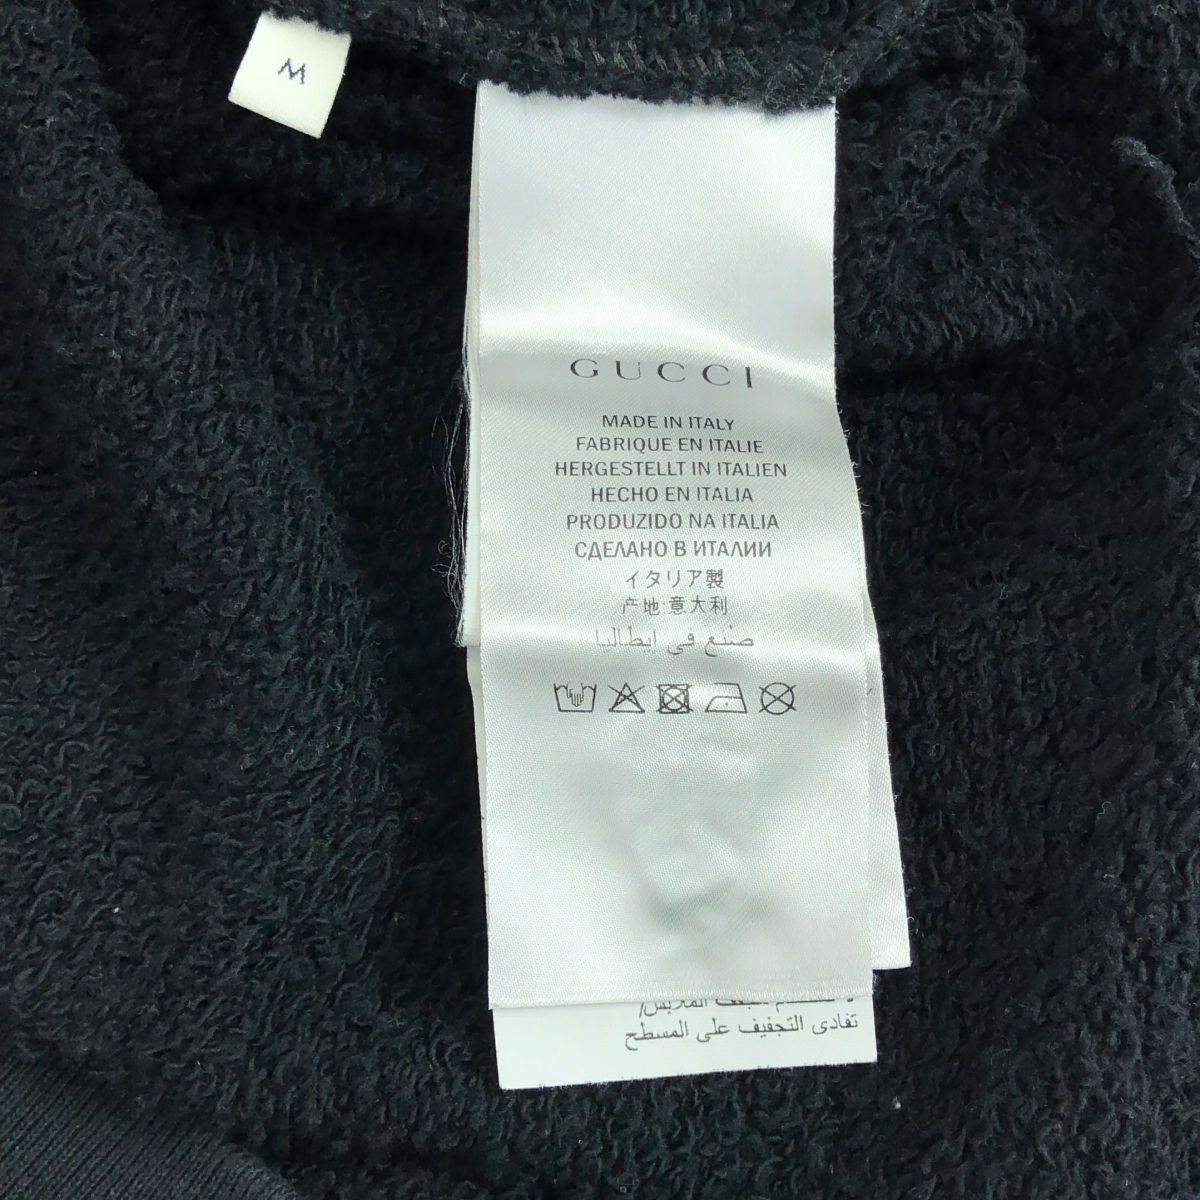 M
GUCCI
MADE IN ITALY
FABRIQUE EN ITALIE
HERGESTELLT IN ITALIEN
HECHO EN ITALIA
PRODUZIDO NA ITALIA
СДЕЛАНО В ИТАЛИИ
イタリア製
产地:意大利
صنع في إيطاليا
الملابس/
تفادى التجفيف على المسطح